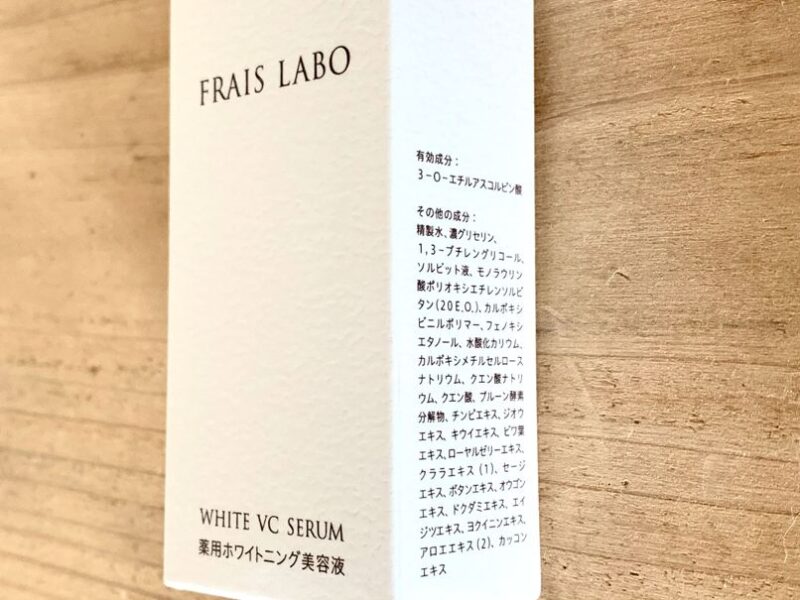 FRAIS LABO
WHITE VC SERUM
薬用ホワイトニング美容液
有効成分：
3－O－エチルアスコルビン酸
その他の成分：
精製水、濃グリセリン、
1,3－ブチレングリコール、
ソルビット液、モノラウリン
酸ポリオキシエチレンソルビ
タン(20E.O.)、カルボキシ
ビニルポリマー、フェノキシ
エタノール、水酸化カリウム、
カルボキシメチルセルロース
ナトリウム、クエン酸ナトリ
ウム、クエン酸、プルーン酵素
分解物、チンピエキス、ジオウ
エキス、キウイエキス、ビワ葉
エキス、ローヤルゼリーエキス、
クララエキス(1)、セージ
エキス、ボタンエキス、オウゴン
エキス、ドクダミエキス、エイ
ジツエキス、ヨクイニンエキス、
アロエエキス(2)、カッコン
エキス